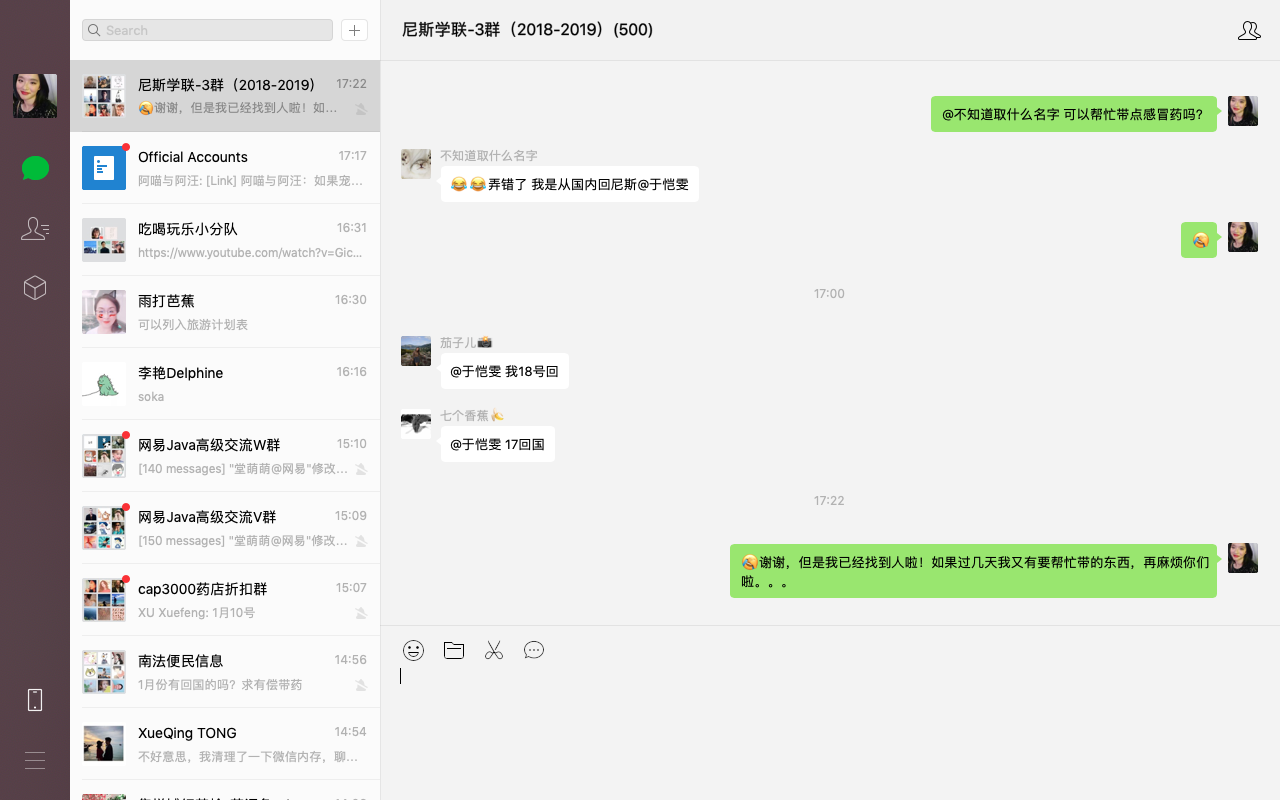 Search
尼斯学联-3群（2018-2019）
17:22
😂谢谢，但是我已经找到人啦！如...
Official Accounts
17:17
阿喵与阿汪: [Link] 阿喵与阿汪：如果宠...
吃喝玩乐小分队
16:31
https://www.youtube.com/watch?v=Gic...
雨打芭蕉
16:30
可以列入旅游计划表
李艳Delphine
16:16
soka
网易Java高级交流W群
15:10
[140 messages] "堂萌萌@网易"修改...
网易Java高级交流V群
15:09
[150 messages] "堂萌萌@网易"修改...
cap3000药店折扣群
15:07
XU Xuefeng: 1月10号
南法便民信息
14:56
1月份有回国的吗？求有偿带药
XueQing TONG
14:54
不好意思，我清理了一下微信内存，聊...
尼斯学联-3群（2018-2019）(500)
@不知道取什么名字 可以帮忙带点感冒药吗?
不知道取什么名字
😂😂弄错了 我是从国内回尼斯@于恺雯
17:00
茄子儿📸
@于恺雯 我18号回
七个香蕉🍌
@于恺雯 17回国
17:22
🤣谢谢，但是我已经找到人啦！如果过几天我又有要帮忙带的东西，再麻烦你们
啦。。。